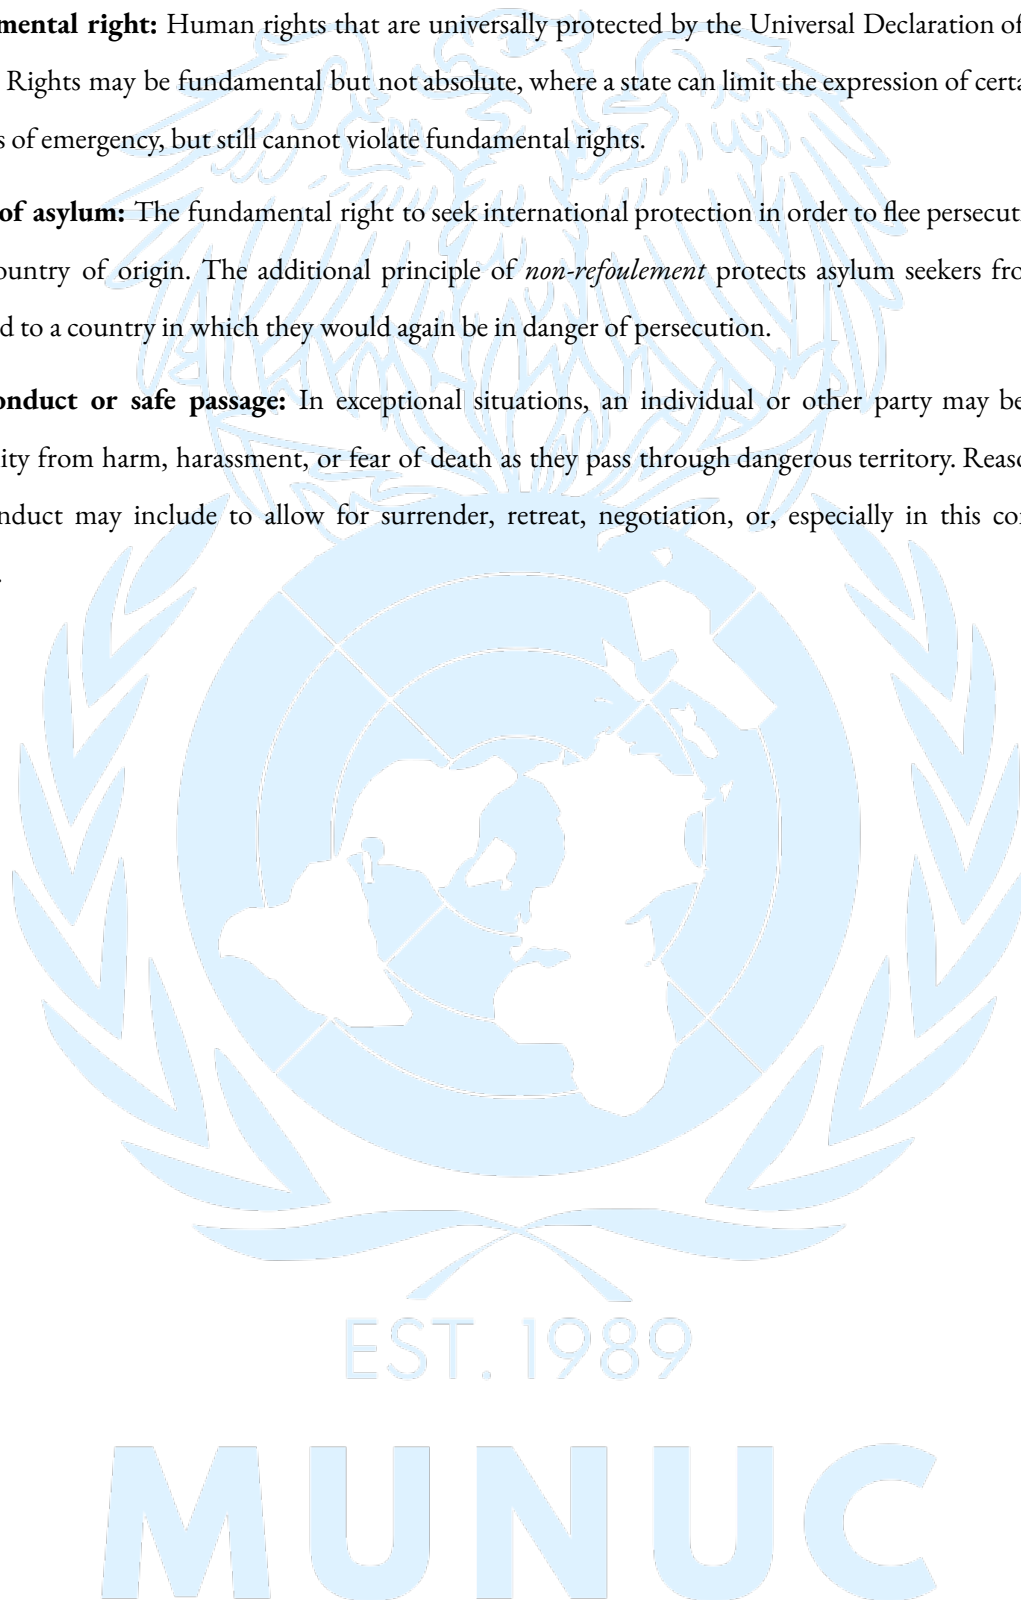 mental right: Human rights that are universally protected by the Universal Declaration of
Rights may be fundamental but not absolute, where a state can limit the expression of certa
s of emergency, but still cannot violate fundamental rights.
of asylum: The fundamental right to seek international protection in order to flee persecut
ountry of origin. The additional principle of non-refoulement protects asylum seekers fro
d to a country in which they would again be in danger of persecution.
onduct or safe passage: In exceptional situations, an individual or other party may be
ity from harm, harassment, or fear of death as they pass through dangerous territory. Reaso
nduct may include to allow for surrender, retreat, negotiation, or, especially in this co
.
EST. 1989
MUNUC